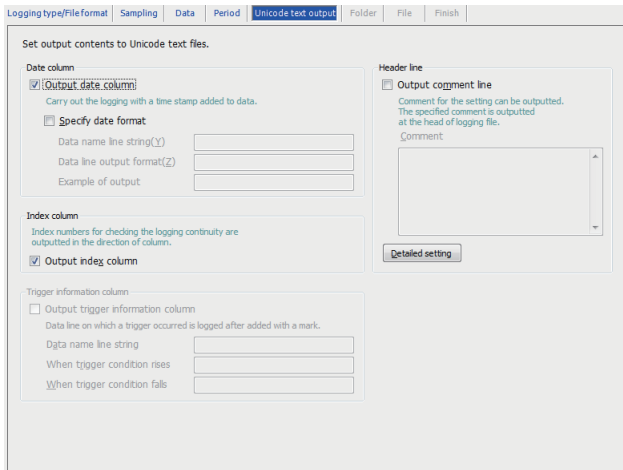 Logging type/File format Sampling Data Period Unicode text output Folder File Finish
Set output contents to Unicode text files.
Date column
Output date column
Carry out the logging with a time stamp added to data.
Specify date format
Data name line string(Y)
Data line output format(Z)
Example of output
Index column
Index numbers for checking the logging continuity are
outputted in the direction of column.
Output index column
Trigger information column
Output trigger information column
Data line on which a trigger occurred is logged after added with a mark.
Data name line string
When trigger condition rises
When trigger condition falls
Header line
Output comment line
Comment for the setting can be outputted.
The specified comment is outputted
at the head of logging file.
Comment
Detailed setting